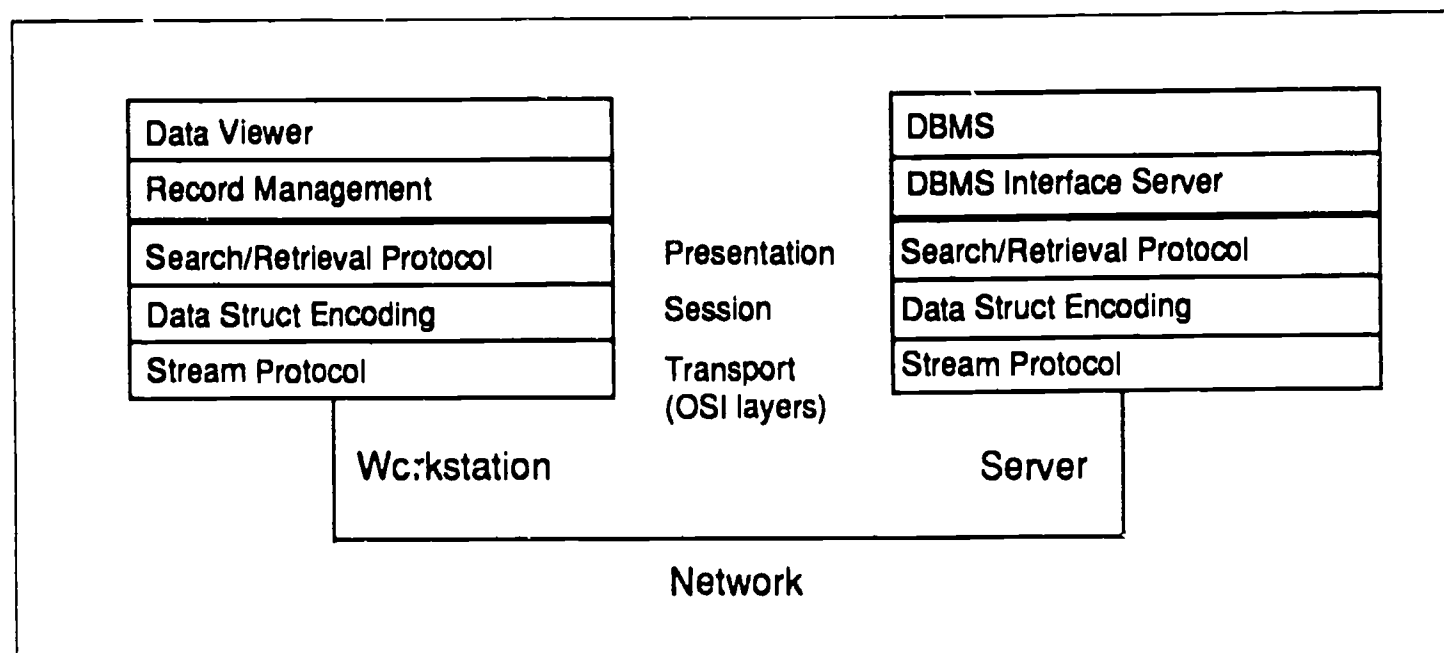 Data Viewer
Record Management
Search/Retrieval Protocol
Data Struct Encoding
Stream Protocol
Presentation
Session
Transport
(OSI layers)
DBMS
DBMS Interface Server
Search/Retrieval Protocol
Data Struct Encoding
Stream Protocol
Workstation
Server
Network